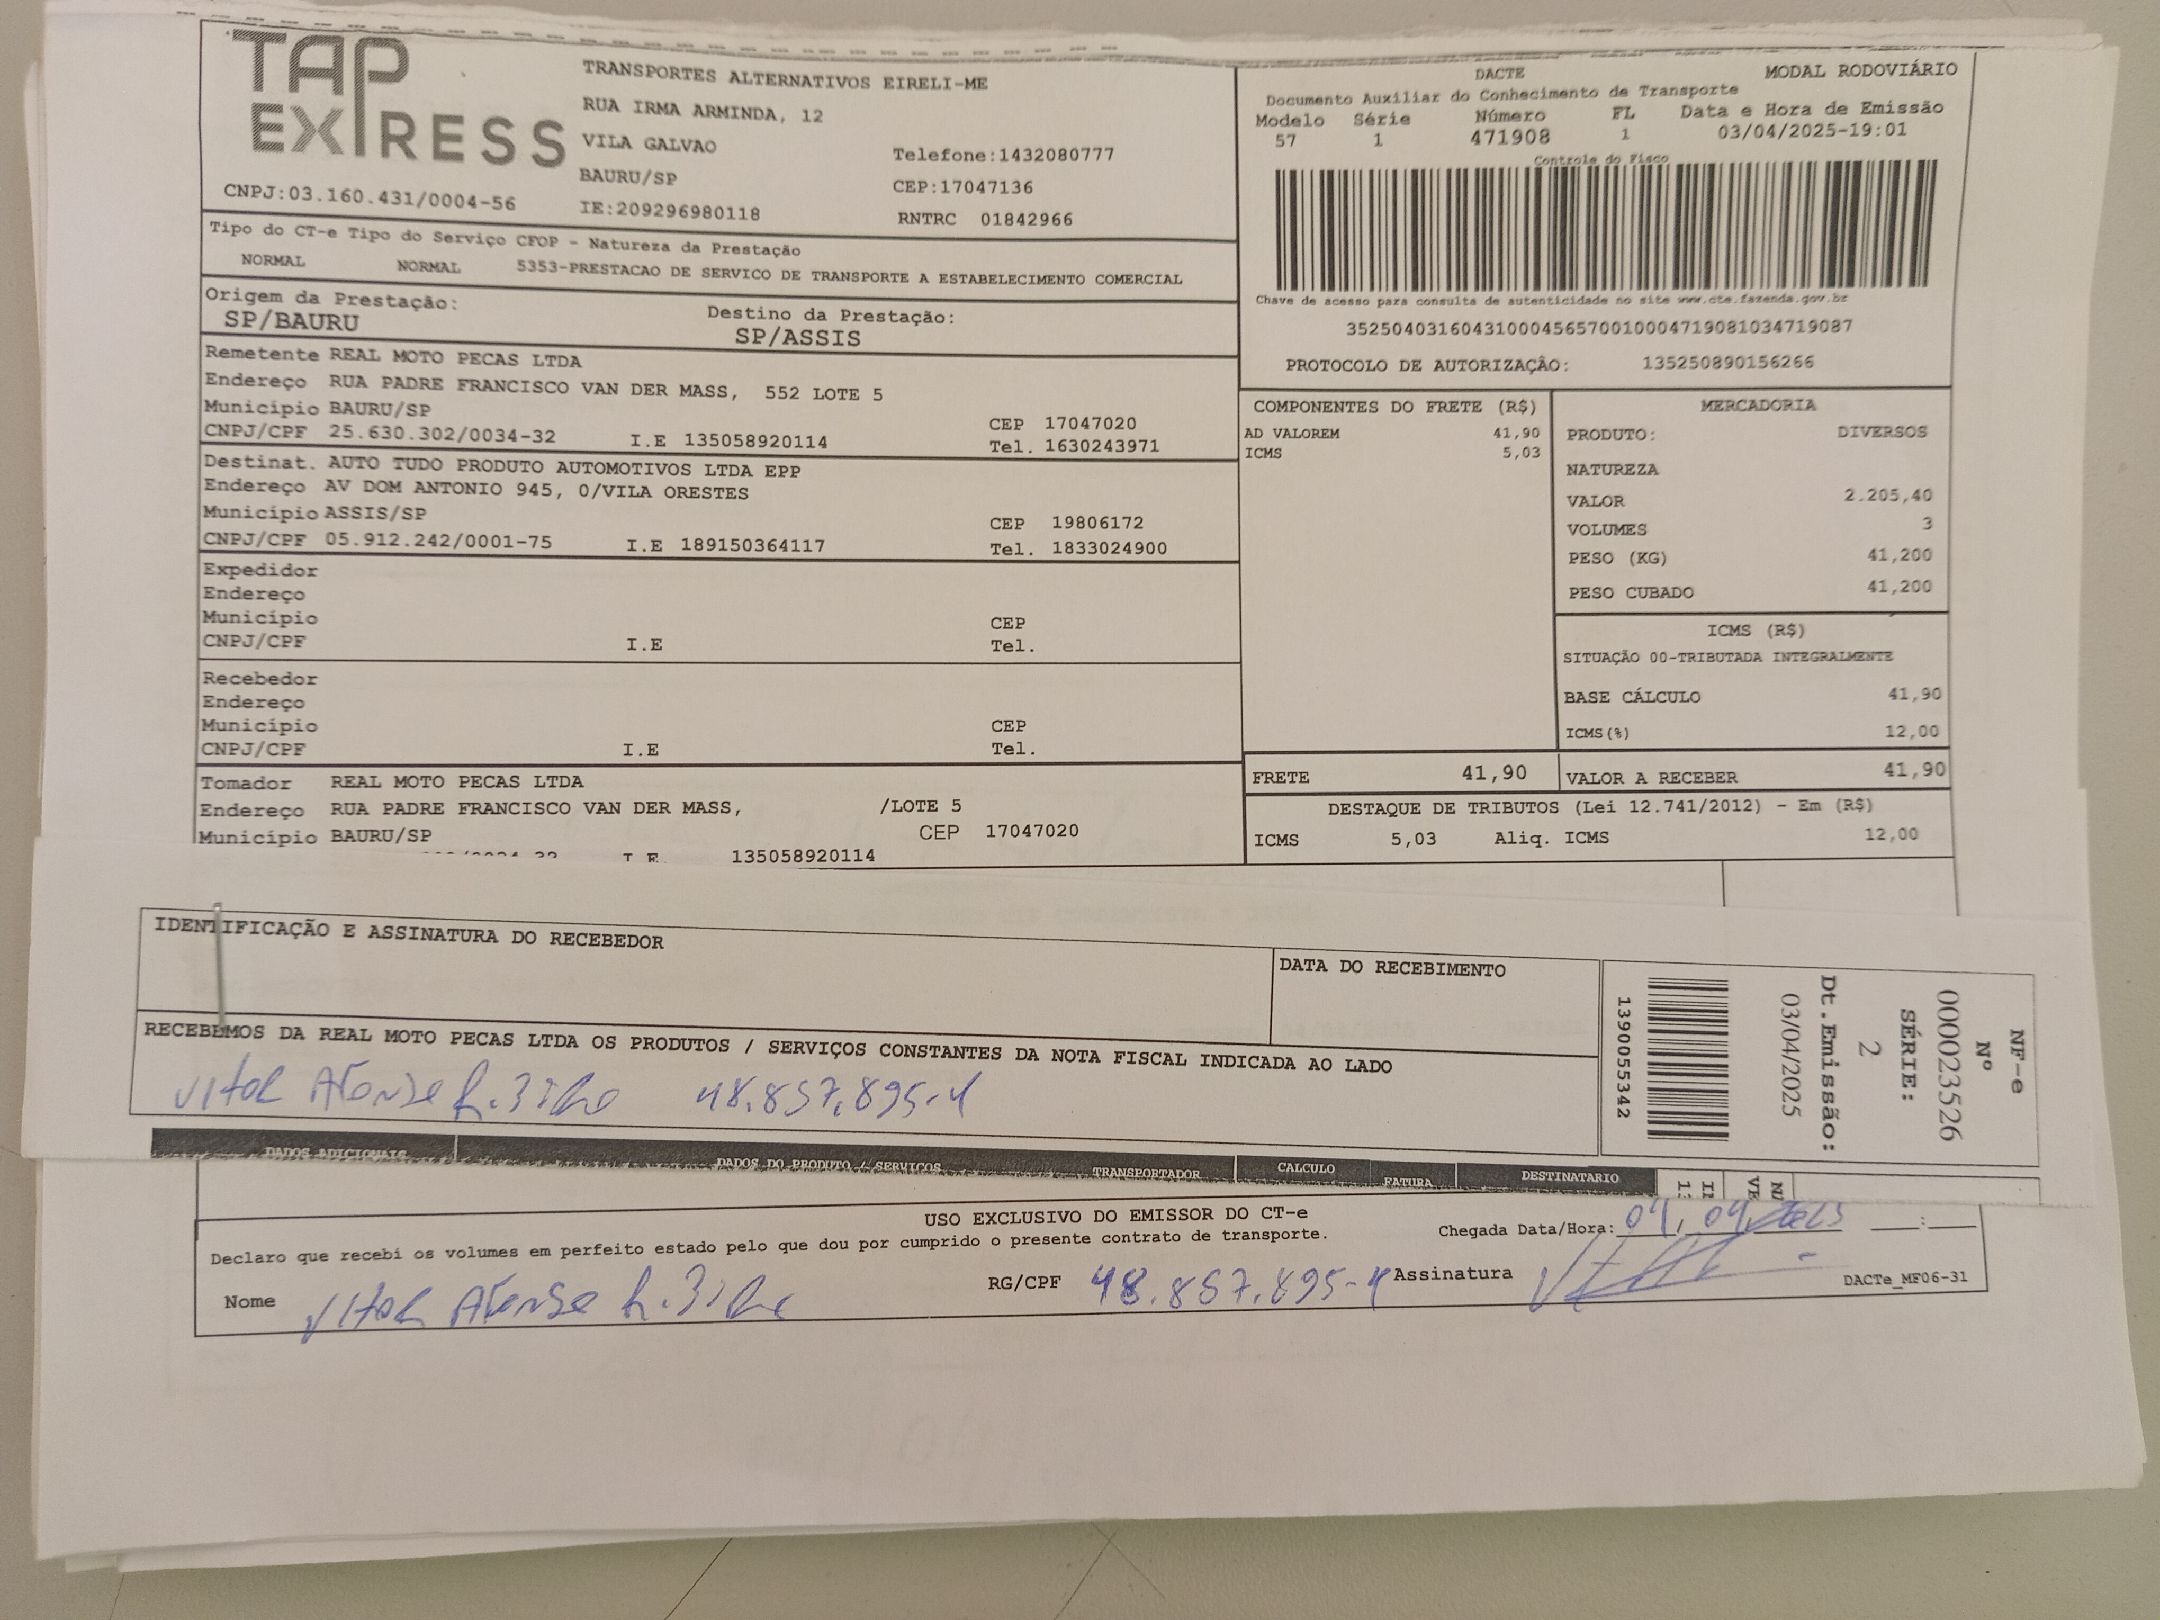 TAP EXPRESS
TRANSPORTES ALTERNATIVOS EIRELI-ME
RUA IRMA ARMINDA, 12
VILA GALVAO Telefone:1432080777
BAURU/SP CEP:17047136
CNPJ:03.160.431/0004-56 IE:209296980118 RNTRC 01842966
DACTE MODAL RODOVIÁRIO
Documento Auxiliar do Conhecimento de Transporte
Modelo Série Número FL Data e Hora de Emissão
57 1 471908 1 03/04/2025-19:01
Controle do Fisco
Chave de acesso para consulta de autenticidade no site www.cte.fazenda.gov.br
35250403160431000456570010004719081034719087
PROTOCOLO DE AUTORIZAÇÃO: 135250890156266
Tipo do CT-e Tipo do Serviço CFOP - Natureza da Prestação
NORMAL NORMAL 5353-PRESTACAO DE SERVICO DE TRANSPORTE A ESTABELECIMENTO COMERCIAL
Origem da Prestação: Destino da Prestação:
SP/BAURU SP/ASSIS
Remetente REAL MOTO PECAS LTDA
Endereço RUA PADRE FRANCISCO VAN DER MASS, 552 LOTE 5
Município BAURU/SP CEP 17047020
CNPJ/CPF 25.630.302/0034-32 I.E 135058920114 Tel. 1630243971
Destinat. AUTO TUDO PRODUTO AUTOMOTIVOS LTDA EPP
Endereço AV DOM ANTONIO 945, 0/VILA ORESTES
Município ASSIS/SP CEP 19806172
CNPJ/CPF 05.912.242/0001-75 I.E 189150364117 Tel. 1833024900
Expedidor
Endereço
Município CEP
CNPJ/CPF I.E Tel.
Recebedor
Endereço
Município CEP
CNPJ/CPF I.E Tel.
Tomador REAL MOTO PECAS LTDA
Endereço RUA PADRE FRANCISCO VAN DER MASS, /LOTE 5
Município BAURU/SP CEP 17047020
135058920114
COMPONENTES DO FRETE (R$)
AD VALOREM 41,90
ICMS 5,03
MERCADORIA
PRODUTO: DIVERSOS
NATUREZA
VALOR 2.205,40
VOLUMES 3
PESO (KG) 41,200
PESO CUBADO 41,200
ICMS (R$)
SITUAÇÃO 00-TRIBUTADA INTEGRALMENTE
BASE CÁLCULO 41,90
ICMS(%) 12,00
FRETE 41,90 VALOR A RECEBER 41,90
DESTAQUE DE TRIBUTOS (Lei 12.741/2012) - Em (R$)
ICMS 5,03 Aliq. ICMS 12,00
IDENTIFICAÇÃO E ASSINATURA DO RECEBEDOR
DATA DO RECEBIMENTO
RECEBEMOS DA REAL MOTO PECAS LTDA OS PRODUTOS / SERVIÇOS CONSTANTES DA NOTA FISCAL INDICADA AO LADO
Vitor Afonso 48.857.895-4
NF-e
Nº
000023526
SÉRIE:
2
Dt.Emissão:
03/04/2025
1390055342
DADOS ADICIONAIS DADOS DO PRODUTO / SERVIÇOS TRANSPORTADOR CALCULO FATURA DESTINATARIO
USO EXCLUSIVO DO EMISSOR DO CT-e
Declaro que recebi os volumes em perfeito estado pelo que dou por cumprido o presente contrato de transporte.
Chegada Data/Hora: 04, 04, 2025 __:__
Nome Vitor Afonso RG/CPF 48.857.895-4 Assinatura
DACTe_MF06-31